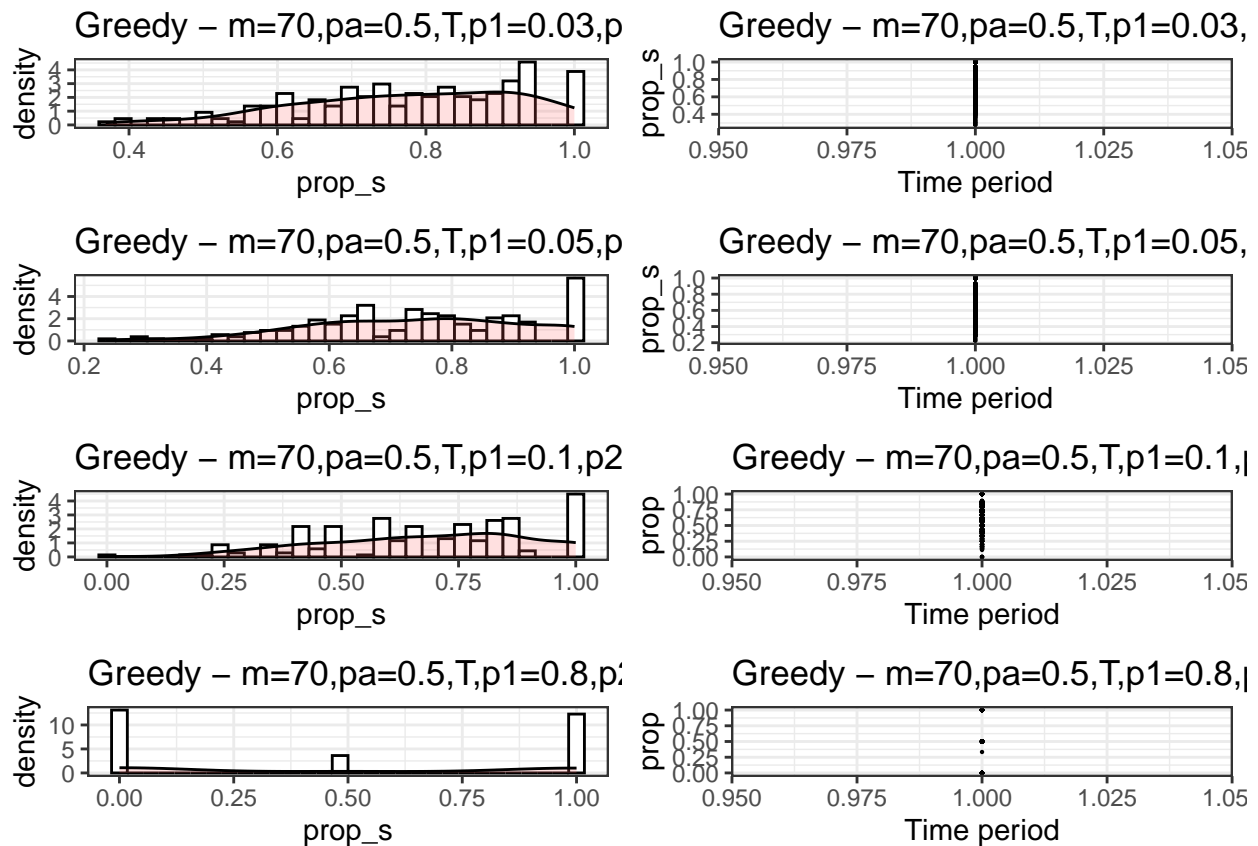 Greedy − m=70,pa=0.5,T,p1=0.03,p
density
4
3
2
1
0
0.4 0.6 0.8 1.0
prop_s
Greedy − m=70,pa=0.5,T,p1=0.03,
prop_s
1.0
0.8
0.6
0.4
0.950 0.975 1.000 1.025 1.05
Time period
Greedy − m=70,pa=0.5,T,p1=0.05,p
density
4
2
0
0.2 0.4 0.6 0.8 1.0
prop_s
Greedy − m=70,pa=0.5,T,p1=0.05,
prop_s
1.0
0.8
0.6
0.4
0.2
0.950 0.975 1.000 1.025 1.05
Time period
Greedy − m=70,pa=0.5,T,p1=0.1,p2
density
4
3
2
1
0
0.00 0.25 0.50 0.75 1.00
prop_s
Greedy − m=70,pa=0.5,T,p1=0.1,p
prop
1.00
0.75
0.50
0.25
0.00
0.950 0.975 1.000 1.025 1.05
Time period
Greedy − m=70,pa=0.5,T,p1=0.8,p2
density
10
5
0
0.00 0.25 0.50 0.75 1.00
prop_s
Greedy − m=70,pa=0.5,T,p1=0.8,p
prop
1.00
0.75
0.50
0.25
0.00
0.950 0.975 1.000 1.025 1.05
Time period